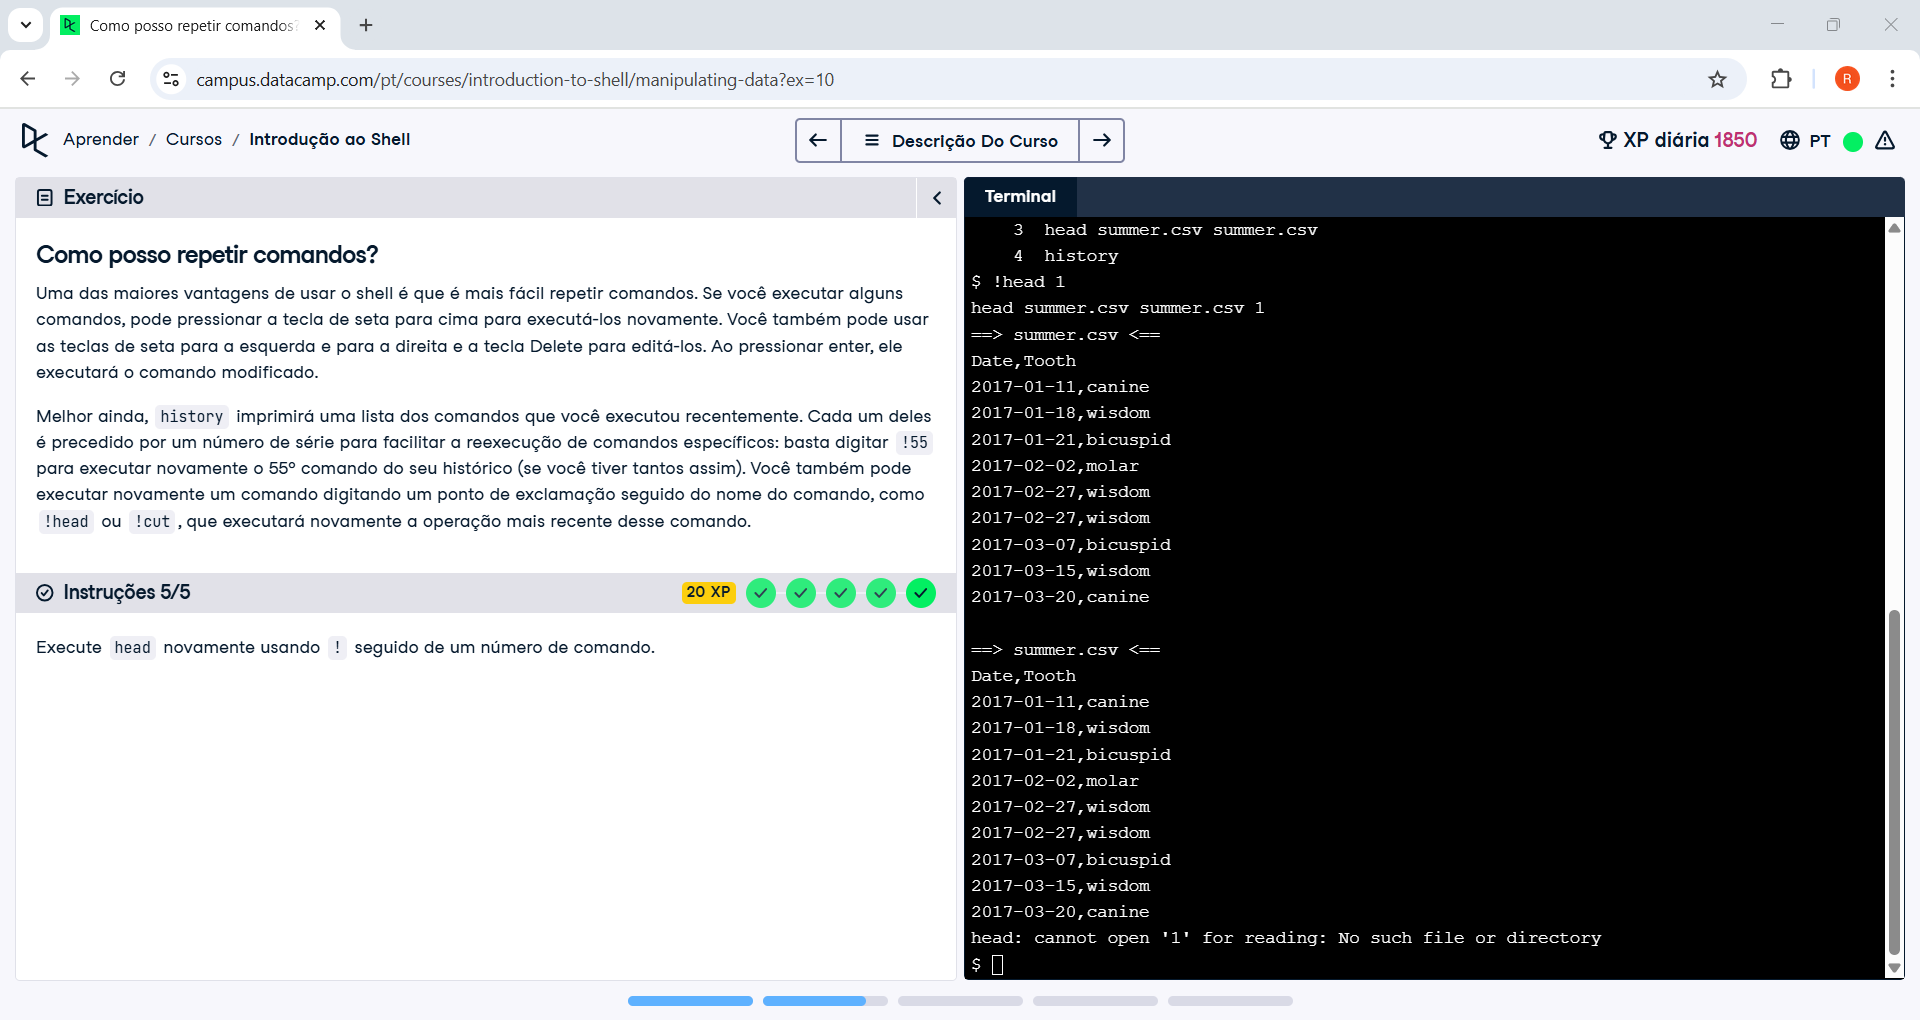 Como posso repetir comandos?
campus.datacamp.com/pt/courses/introduction-to-shell/manipulating-data?ex=10
R
Aprender / Cursos / Introdução ao Shell
Descrição Do Curso
XP diária 1850
PT
Exercício
Como posso repetir comandos?
Uma das maiores vantagens de usar o shell é que é mais fácil repetir comandos. Se você executar alguns
comandos, pode pressionar a tecla de seta para cima para executá-los novamente. Você também pode usar
as teclas de seta para a esquerda e para a direita e a tecla Delete para editá-los. Ao pressionar enter, ele
executará o comando modificado.
Melhor ainda, history imprimirá uma lista dos comandos que você executou recentemente. Cada um deles
é precedido por um número de série para facilitar a reexecução de comandos específicos: basta digitar !55
para executar novamente o 55º comando do seu histórico (se você tiver tantos assim). Você também pode
executar novamente um comando digitando um ponto de exclamação seguido do nome do comando, como
!head ou !cut, que executará novamente a operação mais recente desse comando.
Instruções 5/5
20 XP
Execute head novamente usando ! seguido de um número de comando.
Terminal
3 head summer.csv summer.csv
4 history
$ !head 1
head summer.csv summer.csv 1
==> summer.csv <==
Date,Tooth
2017-01-11,canine
2017-01-18,wisdom
2017-01-21,bicuspid
2017-02-02,molar
2017-02-27,wisdom
2017-02-27,wisdom
2017-03-07,bicuspid
2017-03-15,wisdom
2017-03-20,canine
==> summer.csv <==
Date,Tooth
2017-01-11,canine
2017-01-18,wisdom
2017-01-21,bicuspid
2017-02-02,molar
2017-02-27,wisdom
2017-02-27,wisdom
2017-03-07,bicuspid
2017-03-15,wisdom
2017-03-20,canine
head: cannot open '1' for reading: No such file or directory
$